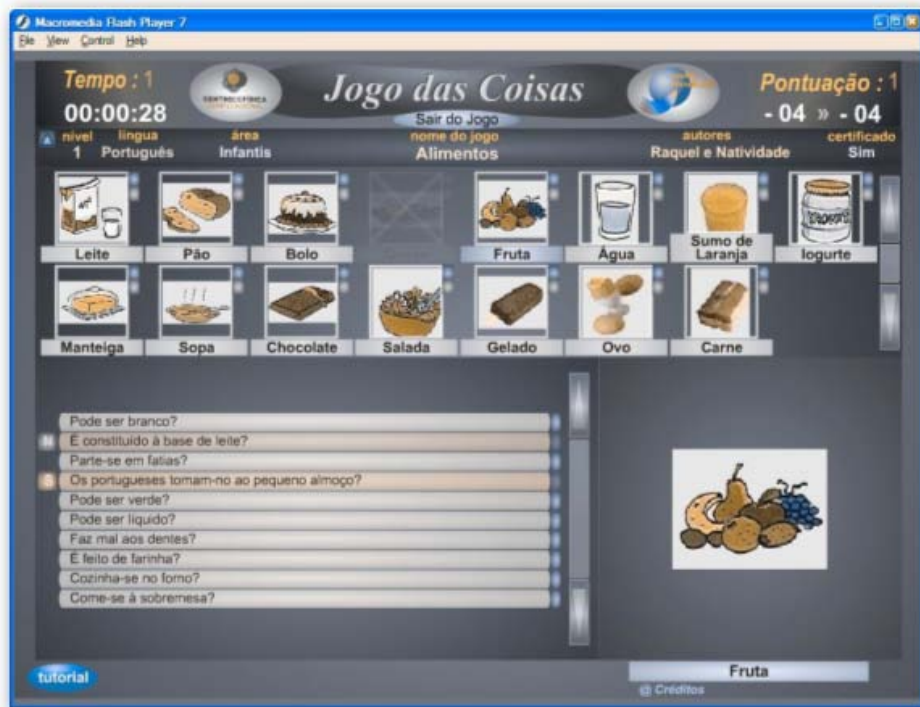 Macromedia Flash Player 7
File View Control Help
Tempo : 1
Jogo das Coisas
Pontuação : 1
00:00:28
Sair do Jogo
- 04 » - 04
nível língua área nome do jogo autores certificado
1 Português Infantis Alimentos Raquel e Natividade Sim
Leite Pão Bolo Fruta Água Sumo de Laranja Iogurte
Manteiga Sopa Chocolate Salada Gelado Ovo Carne
Pode ser branco?
N É constituído à base de leite?
Parte-se em fatias?
S Os portugueses tomam-no ao pequeno almoço?
Pode ser verde?
Pode ser líquido?
Faz mal aos dentes?
É feito de farinha?
Cozinha-se no forno?
Come-se à sobremesa?
tutorial
Fruta
@ Créditos